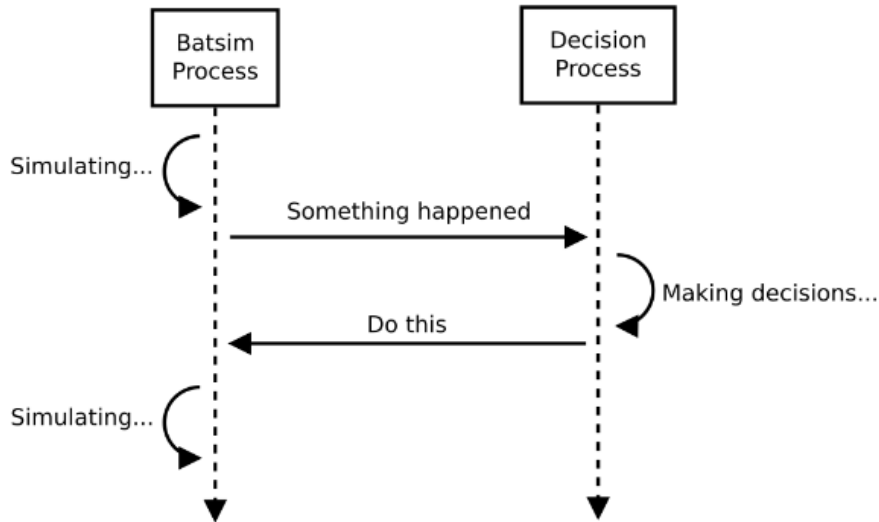 Batsim
Process
Decision
Process
Simulating...
Something happened
Making decisions...
Do this
Simulating...